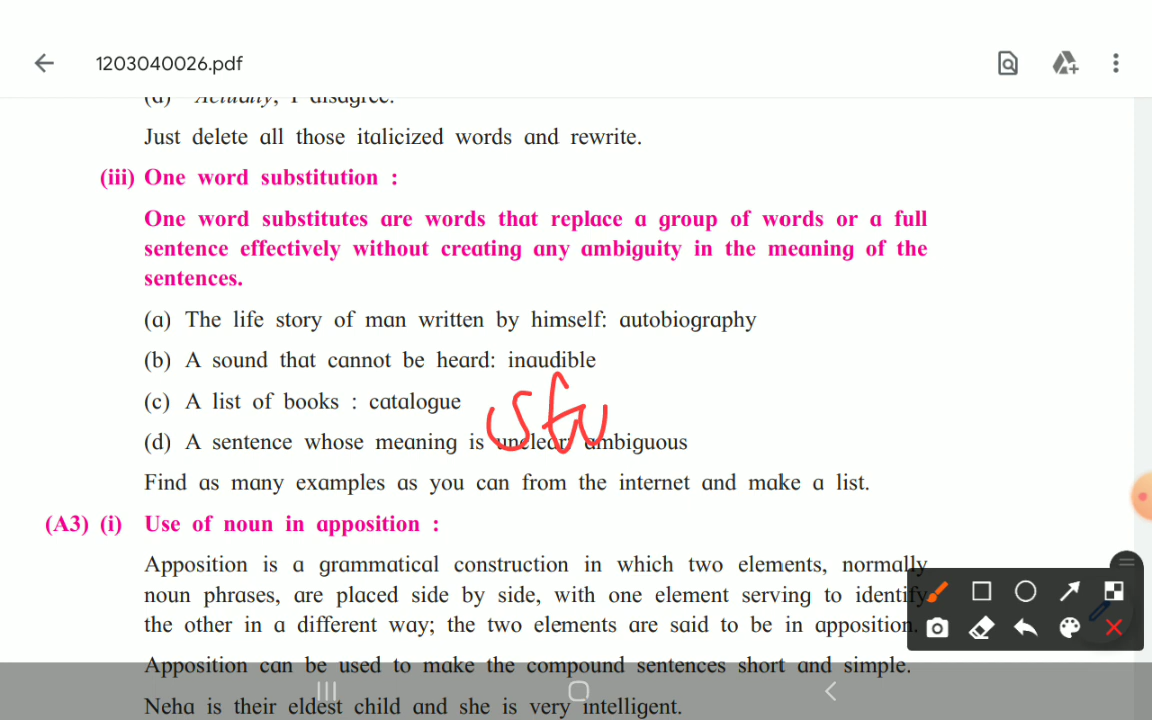 1203040026.pdf
(d) Actually, I disagree.
Just delete all those italicized words and rewrite.
(iii) One word substitution :
One word substitutes are words that replace a group of words or a full
sentence effectively without creating any ambiguity in the meaning of the
sentences.
(a) The life story of man written by himself: autobiography
(b) A sound that cannot be heard: inaudible
(c) A list of books : catalogue
(d) A sentence whose meaning is unclear: ambiguous
Find as many examples as you can from the internet and make a list.
(A3) (i) Use of noun in apposition :
Apposition is a grammatical construction in which two elements, normally
noun phrases, are placed side by side, with one element serving to identify
the other in a different way; the two elements are said to be in apposition.
Apposition can be used to make the compound sentences short and simple.
Neha is their eldest child and she is very intelligent.